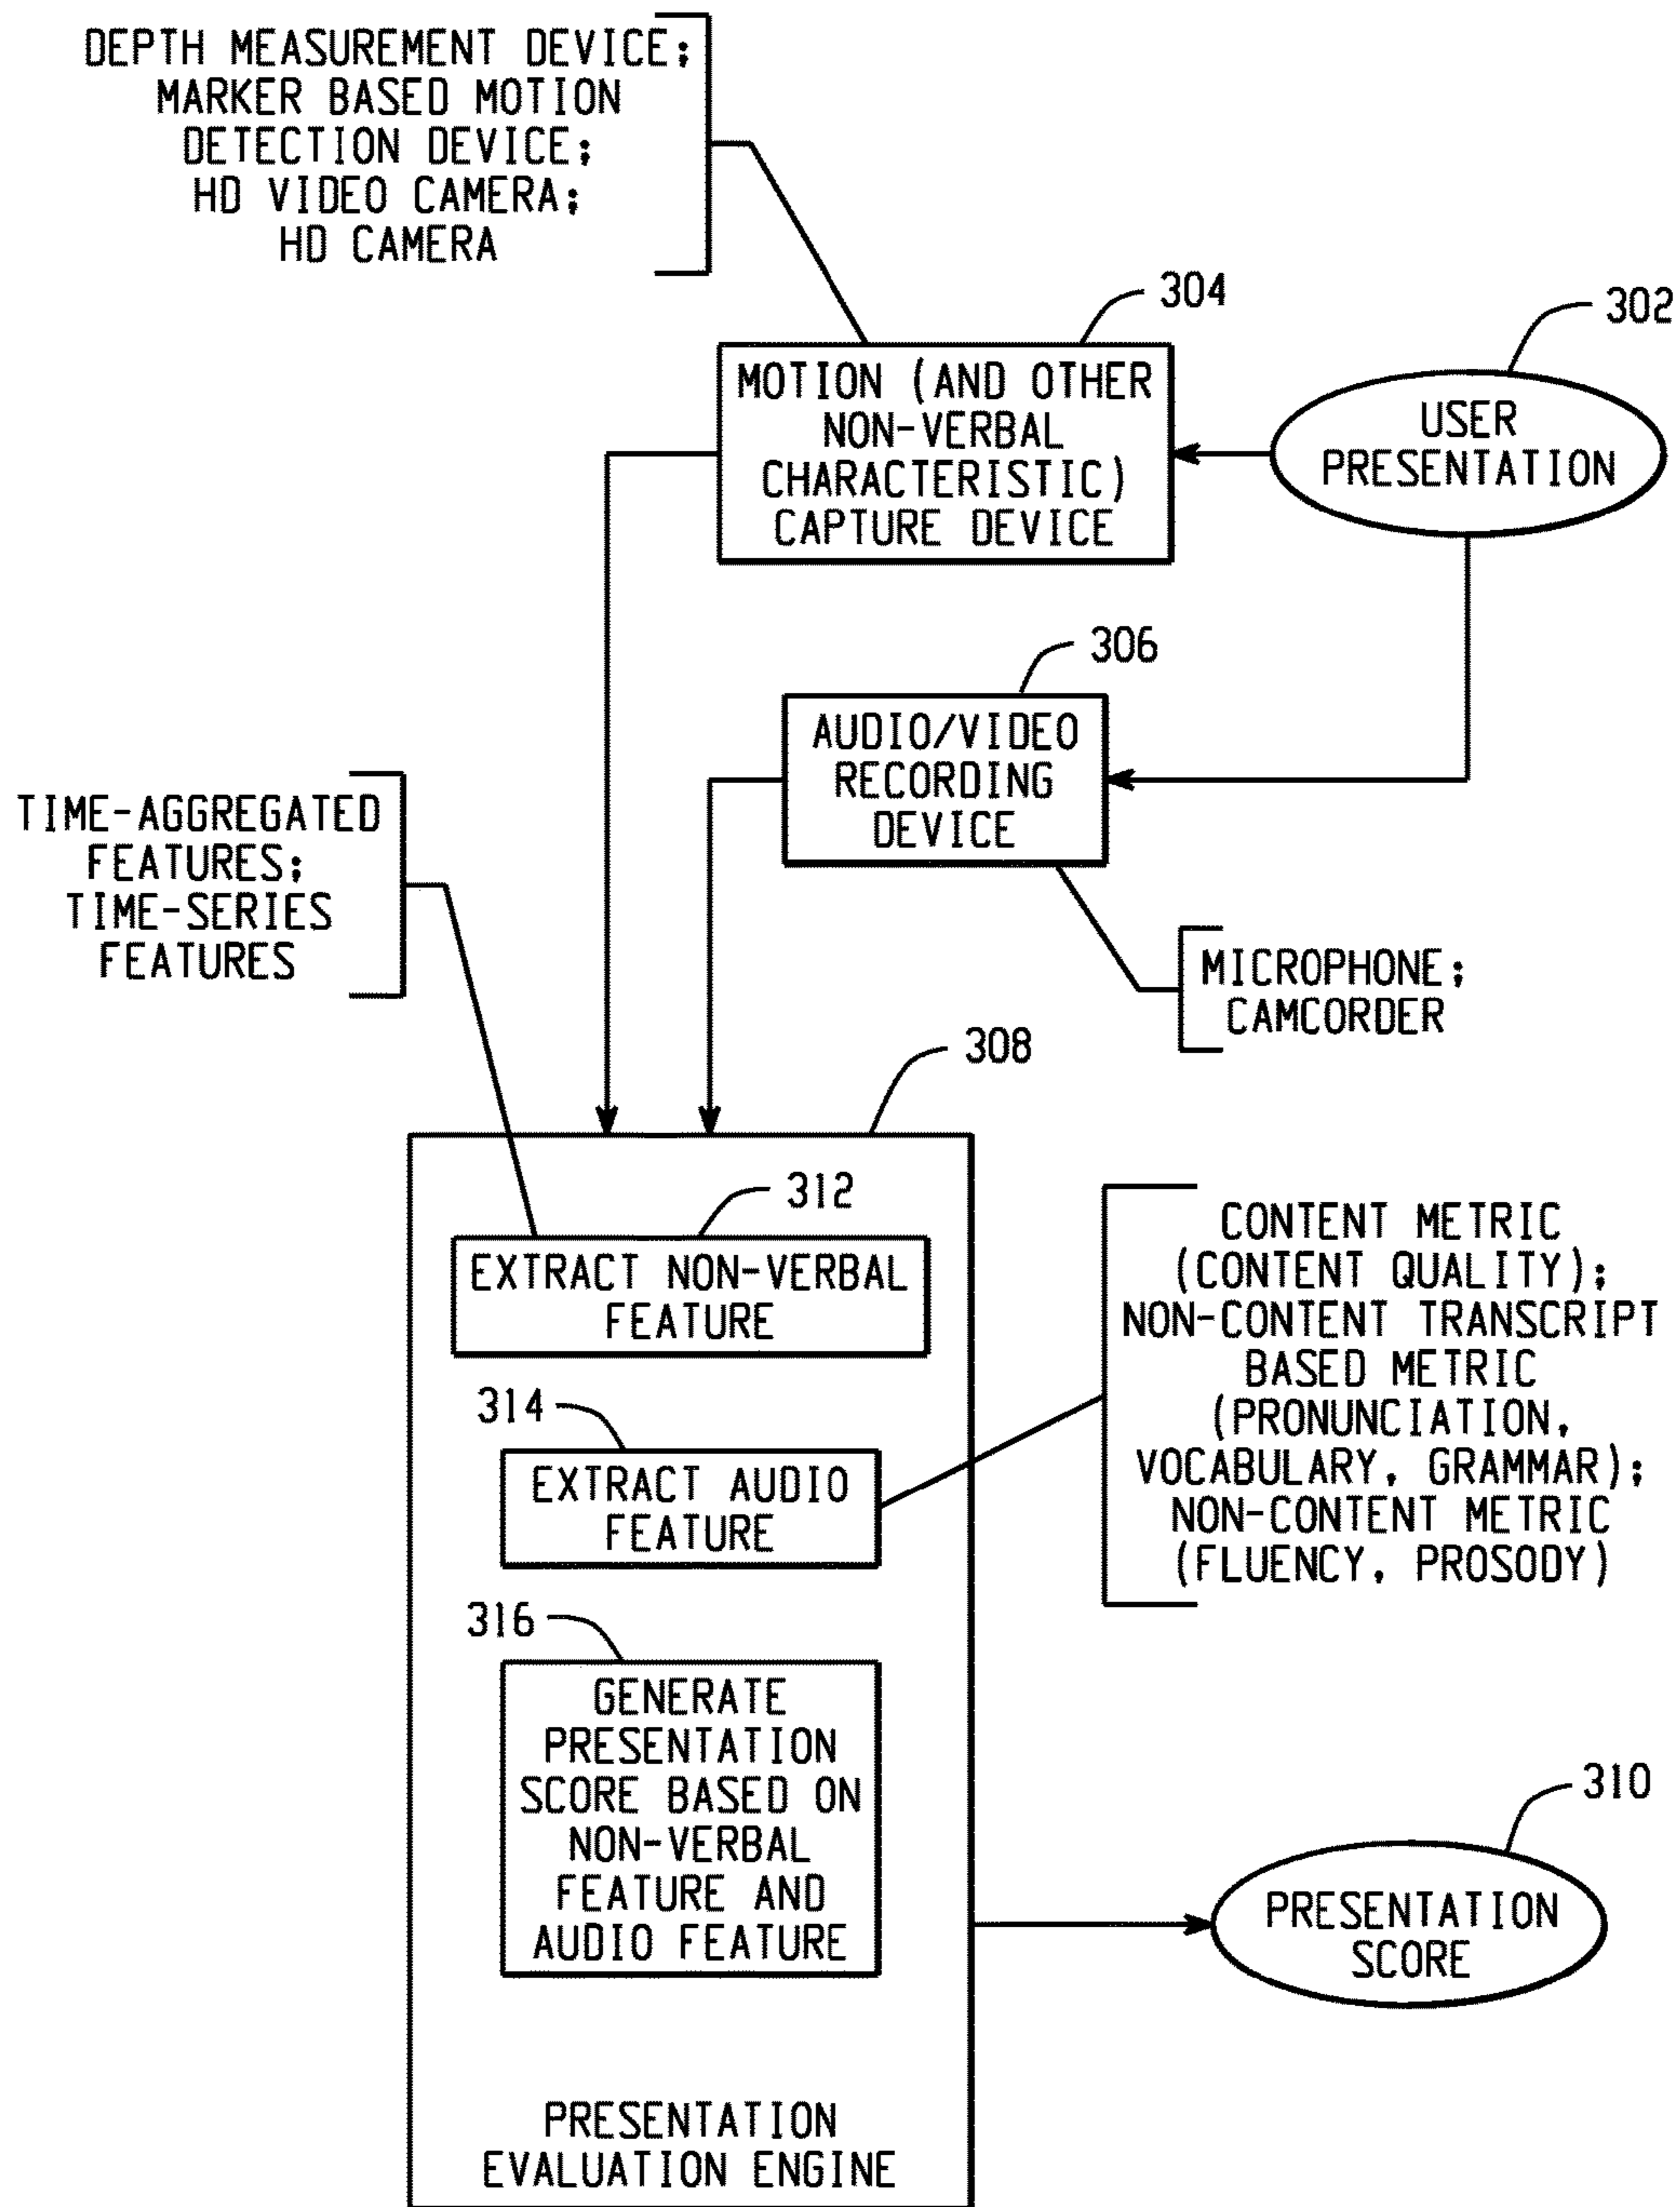 DEPTH MEASUREMENT DEVICE;
MARKER BASED MOTION
DETECTION DEVICE;
HD VIDEO CAMERA;
HD CAMERA
304
302
MOTION (AND OTHER
NON-VERBAL
CHARACTERISTIC)
CAPTURE DEVICE
USER
PRESENTATION
306
AUDIO/VIDEO
RECORDING
DEVICE
TIME-AGGREGATED
FEATURES;
TIME-SERIES
FEATURES
MICROPHONE;
CAMCORDER
308
312
EXTRACT NON-VERBAL
FEATURE
CONTENT METRIC
(CONTENT QUALITY);
NON-CONTENT TRANSCRIPT
BASED METRIC
(PRONUNCIATION,
VOCABULARY, GRAMMAR);
NON-CONTENT METRIC
(FLUENCY, PROSODY)
314
EXTRACT AUDIO
FEATURE
316
GENERATE
PRESENTATION
SCORE BASED ON
NON-VERBAL
FEATURE AND
AUDIO FEATURE
310
PRESENTATION
SCORE
PRESENTATION
EVALUATION ENGINE